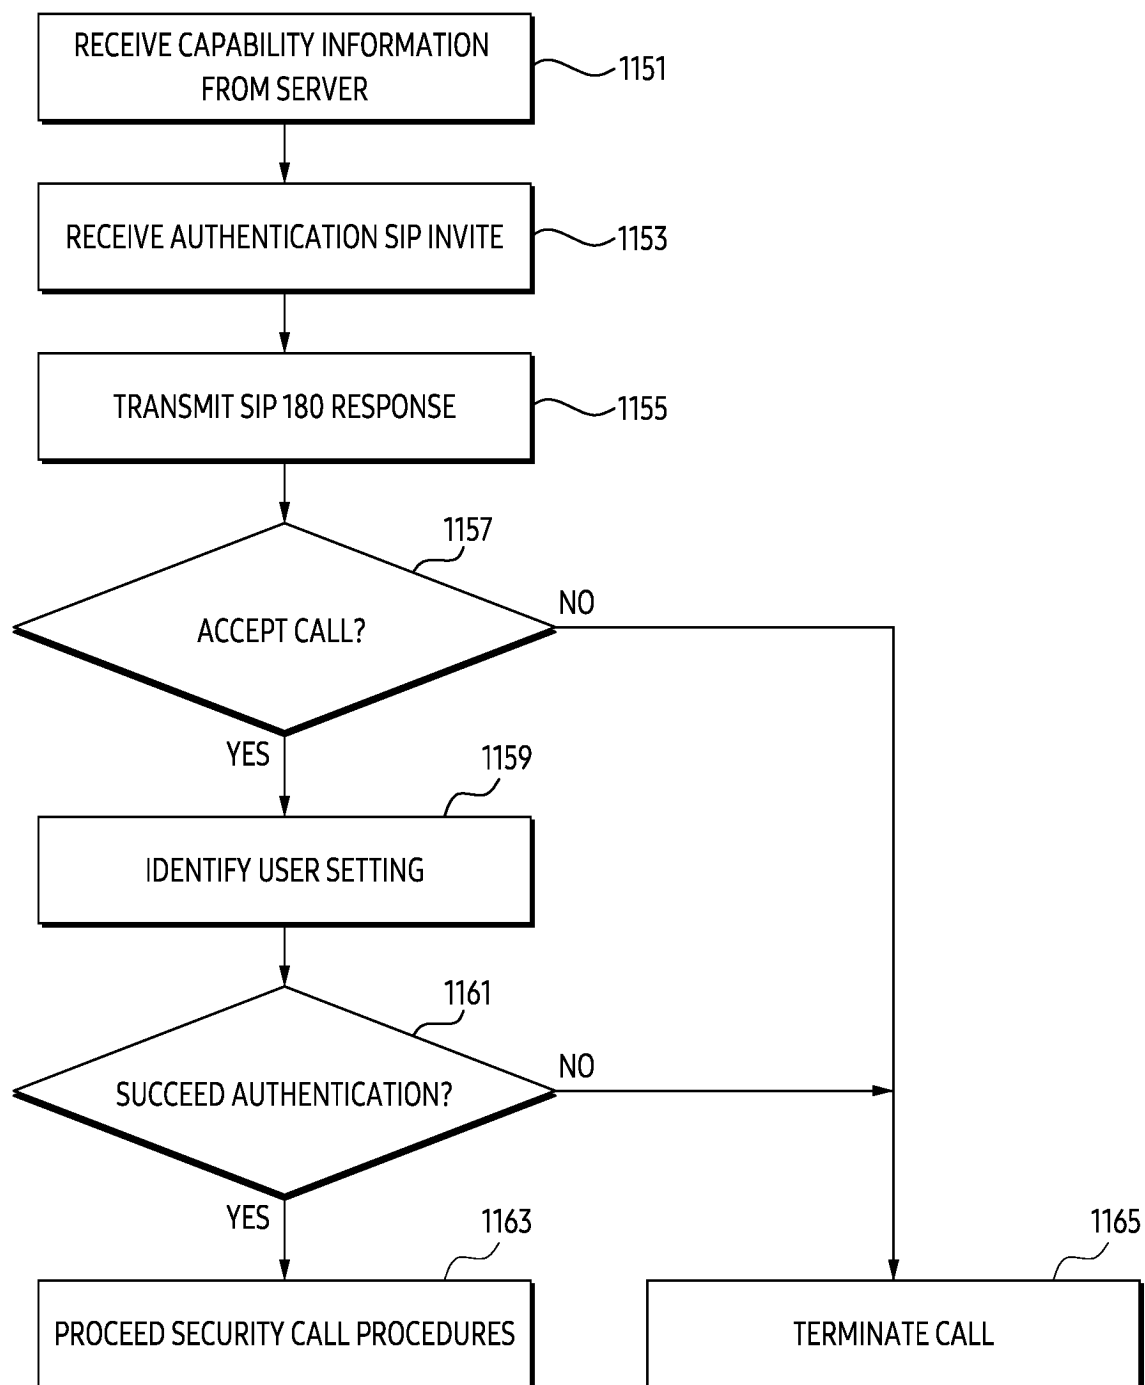 RECEIVE CAPABILITY INFORMATION
FROM SERVER
1151
RECEIVE AUTHENTICATION SIP INVITE
1153
TRANSMIT SIP 180 RESPONSE
1155
1157
ACCEPT CALL?
NO
YES
1159
IDENTIFY USER SETTING
1161
SUCCEED AUTHENTICATION?
NO
YES
1163
PROCEED SECURITY CALL PROCEDURES
1165
TERMINATE CALL